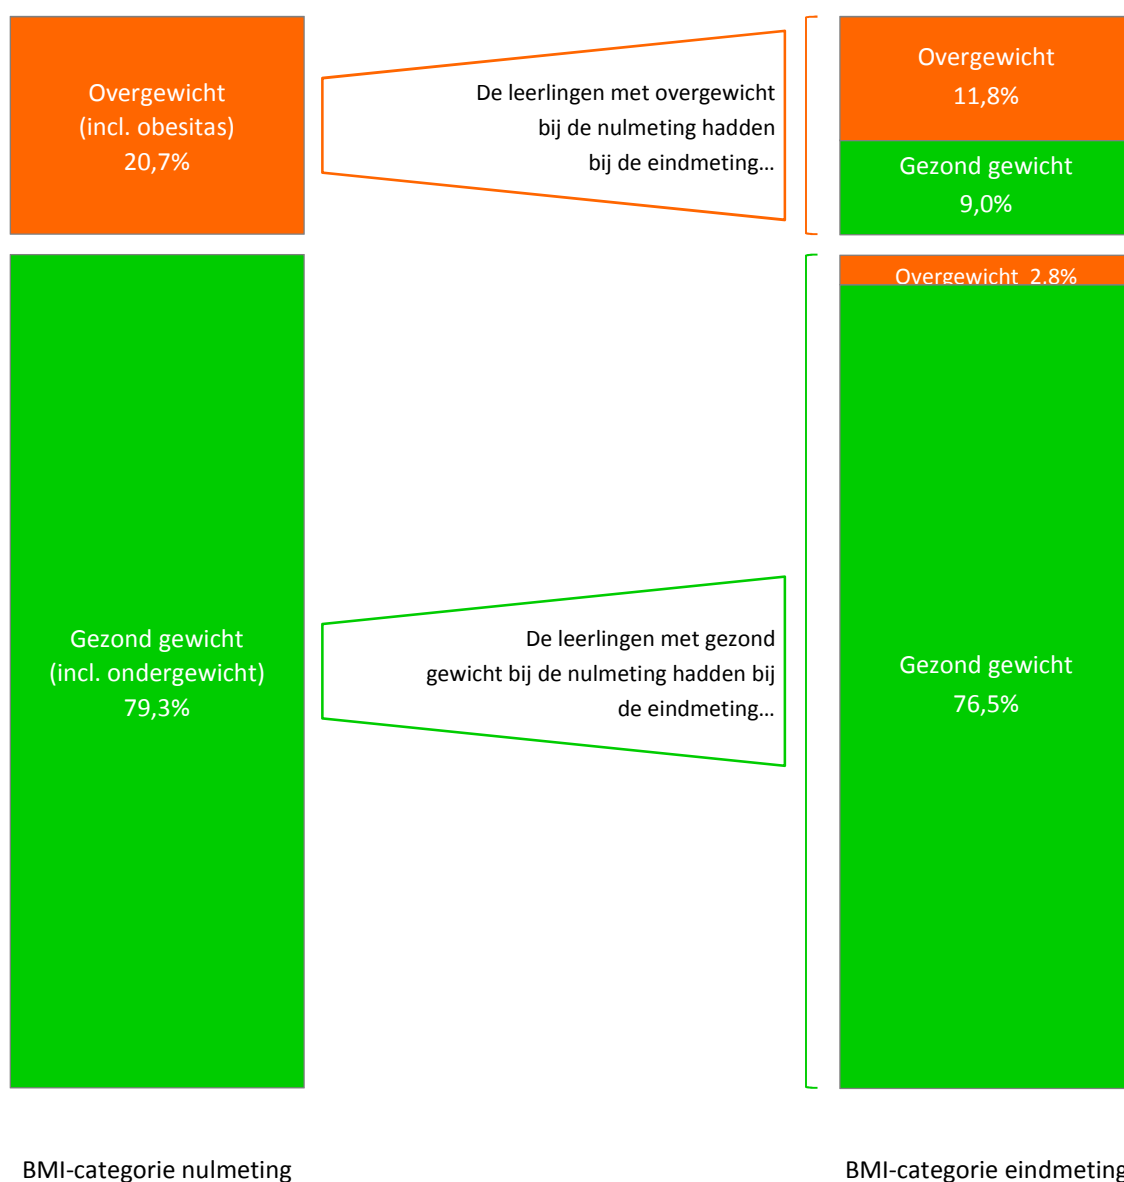 Overgewicht
(incl. obesitas)
20,7%
De leerlingen met overgewicht
bij de nulmeting hadden
bij de eindmeting...
Overgewicht
11,8%
Gezond gewicht
9,0%
Overgewicht 2.8%
Gezond gewicht
(incl. ondergewicht)
79,3%
De leerlingen met gezond
gewicht bij de nulmeting hadden bij
de eindmeting...
Gezond gewicht
76,5%
BMI-categorie nulmeting
BMI-categorie eindmeting